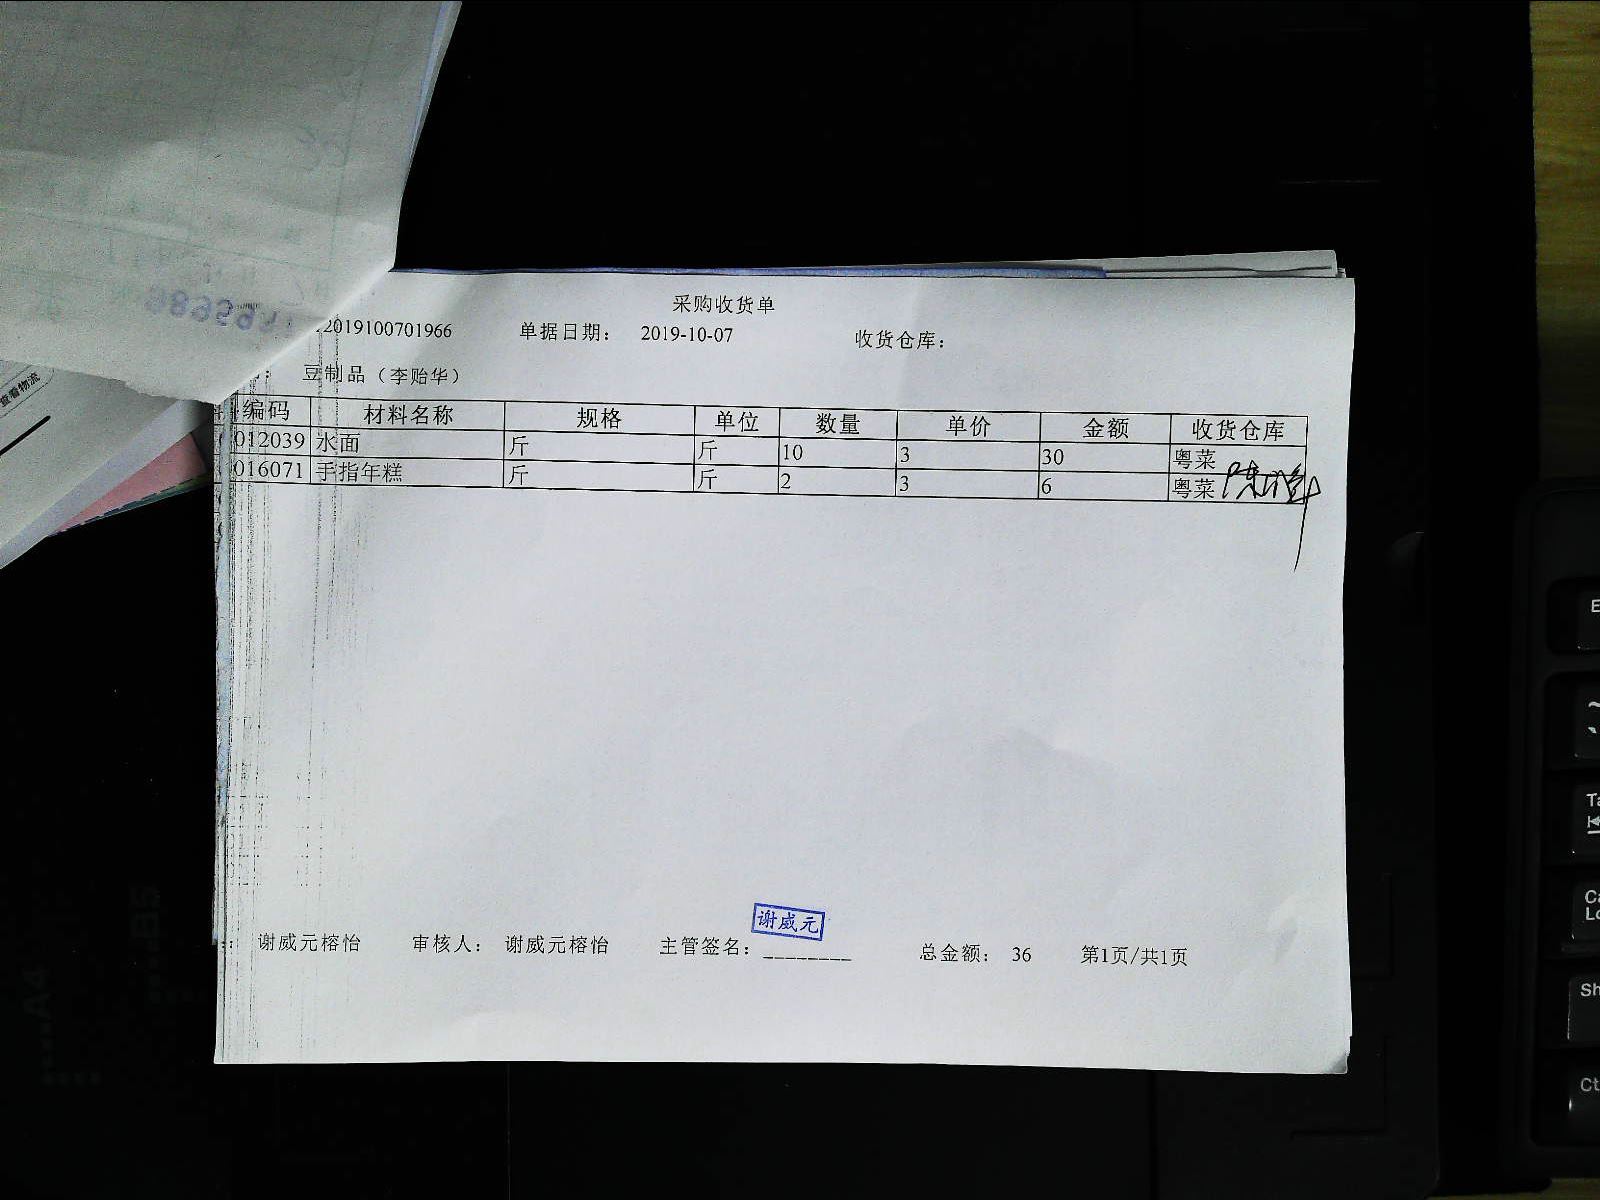 采购收货单
2019100701966 单据日期： 2019-10-07 收货仓库：
豆制品（李贻华）
编码 材料名称 规格 单位 数量 单价 金额 收货仓库
012039 水面 斤 斤 10 3 30 粤菜
016071 手指年糕 斤 斤 2 3 6 粤菜
谢威元
谢威元榕怡 审核人： 谢威元榕怡 主管签名： 总金额： 36 第1页/共1页
查看物流